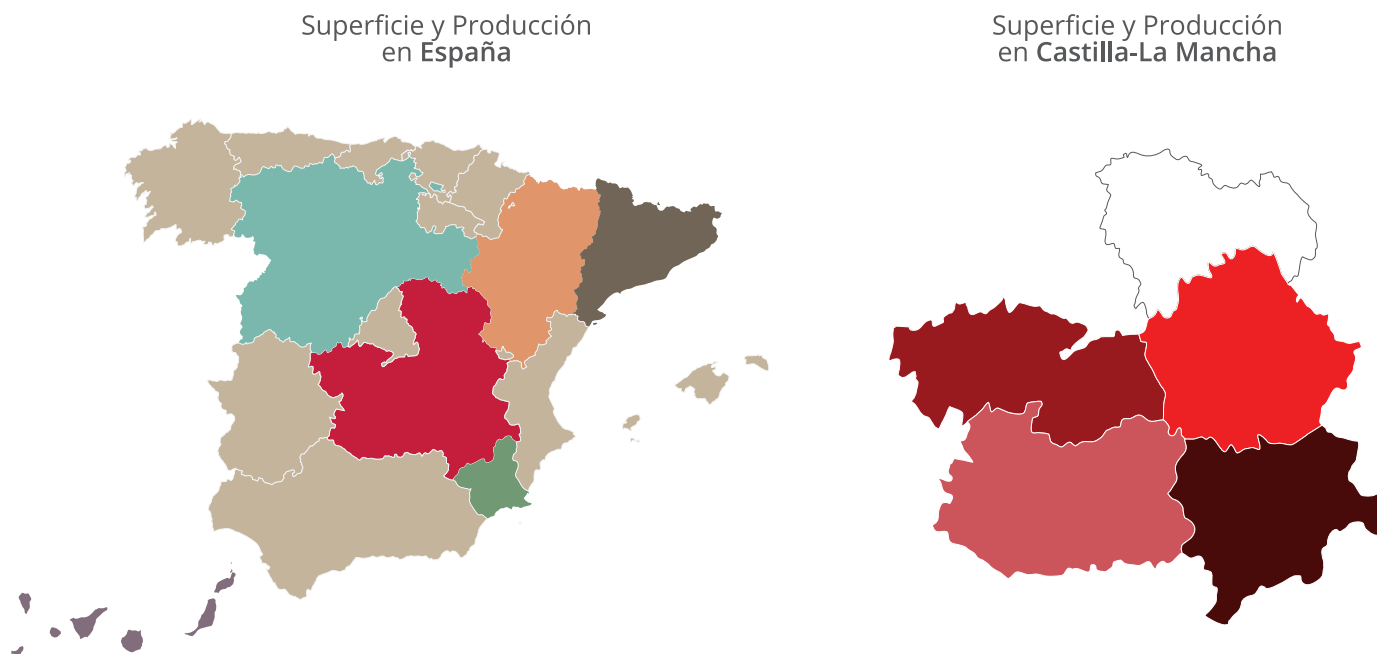 Superficie y Producción
en España
Superficie y Producción
en Castilla-La Mancha